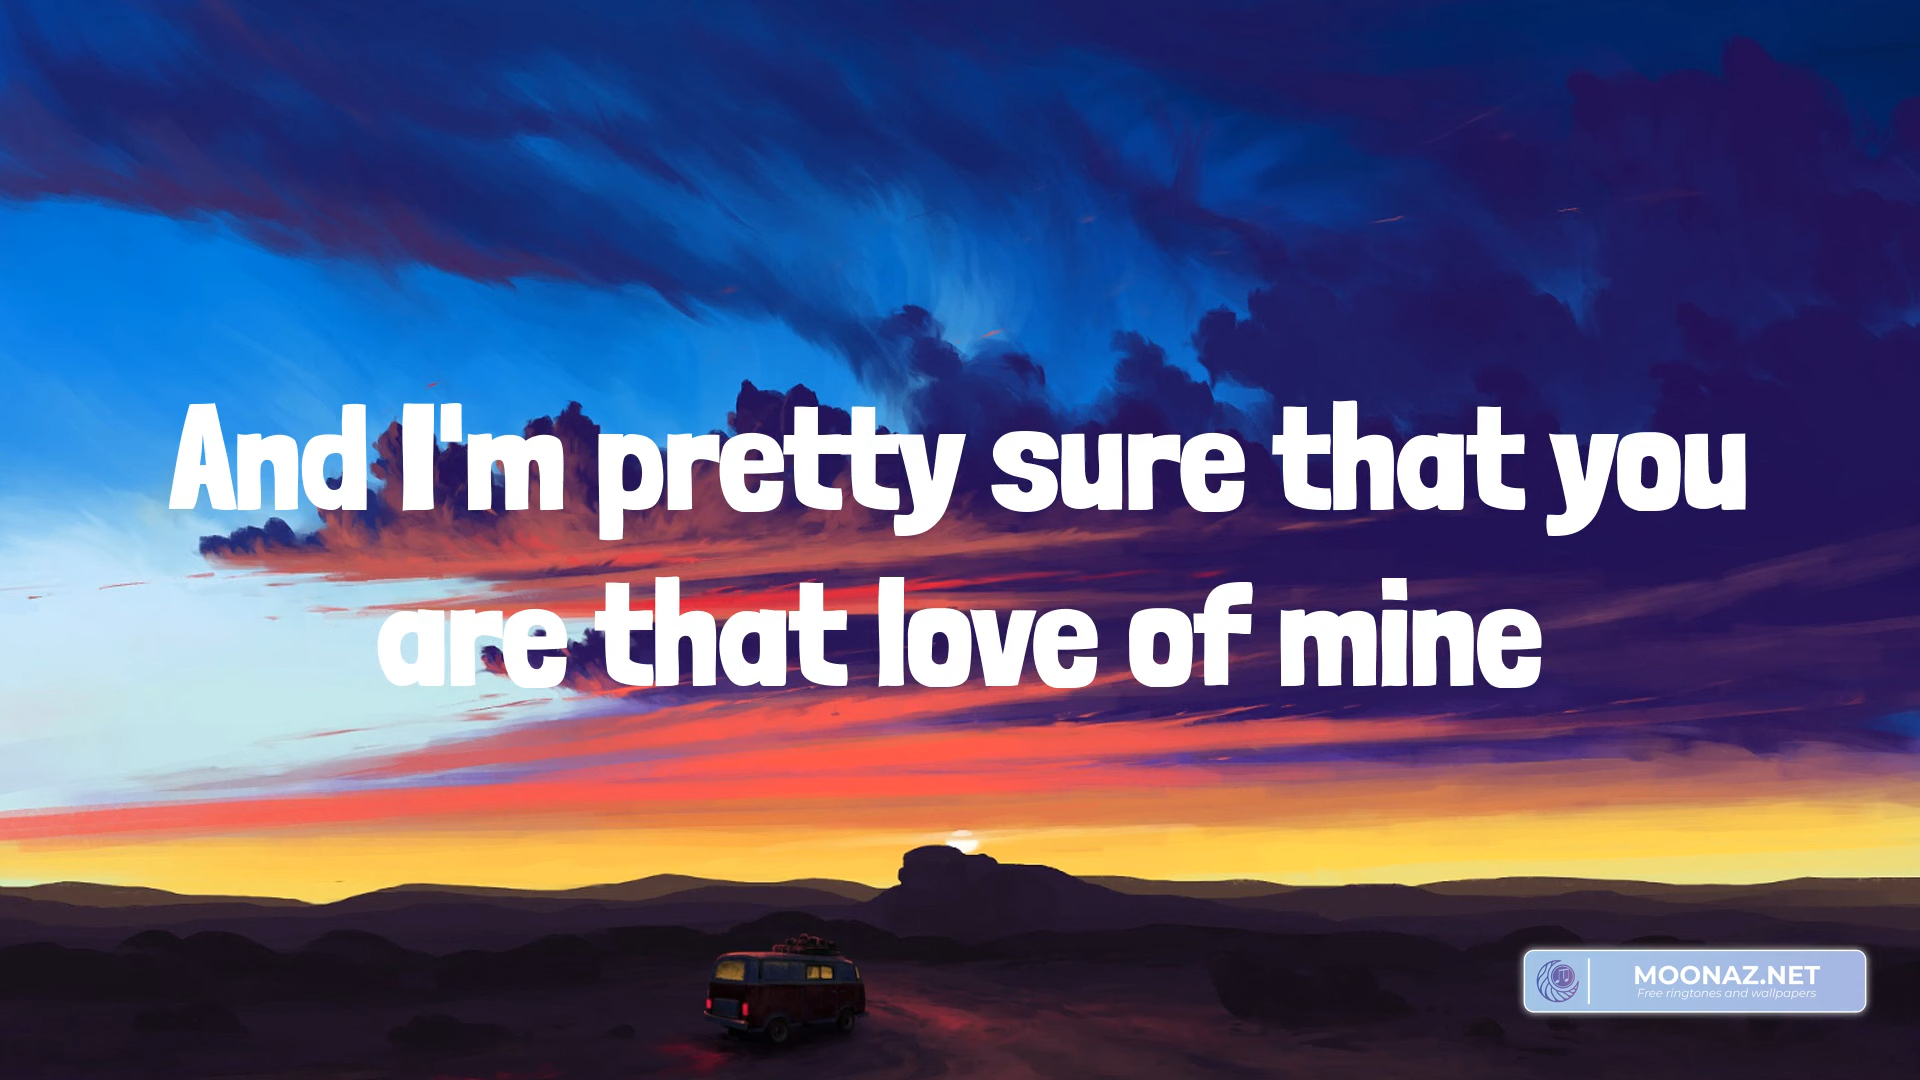 And I'm pretty sure that you
are that love of mine
MOONAZ.NET
Free ringtones and wallpapers